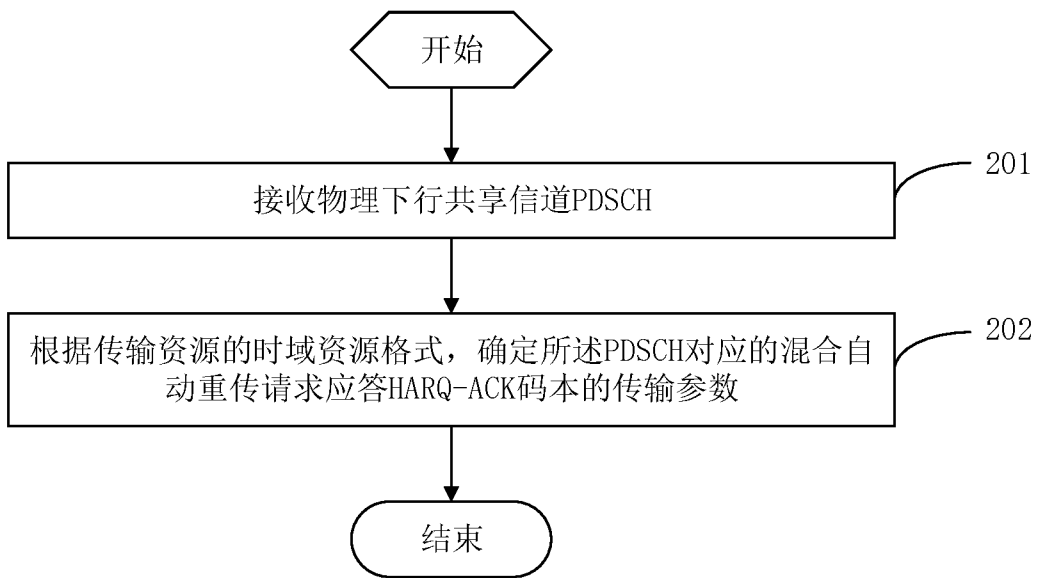 开始
接收物理下行共享信道PDSCH
201
根据传输资源的时域资源格式，确定所述PDSCH对应的混合自
动重传请求应答HARQ-ACK码本的传输参数
202
结束